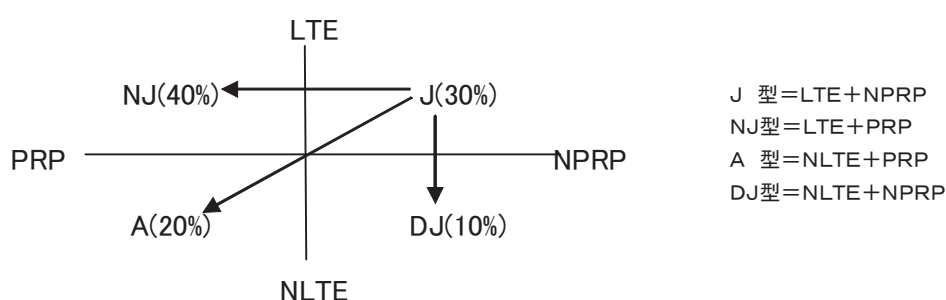 LTE
NJ(40%)
J(30%)
J 型=LTE+NPRP
NJ型=LTE+PRP
PRP
NPRP
A 型=NLTE+PRP
DJ型=NLTE+NPRP
A(20%)
DJ(10%)
NLTE